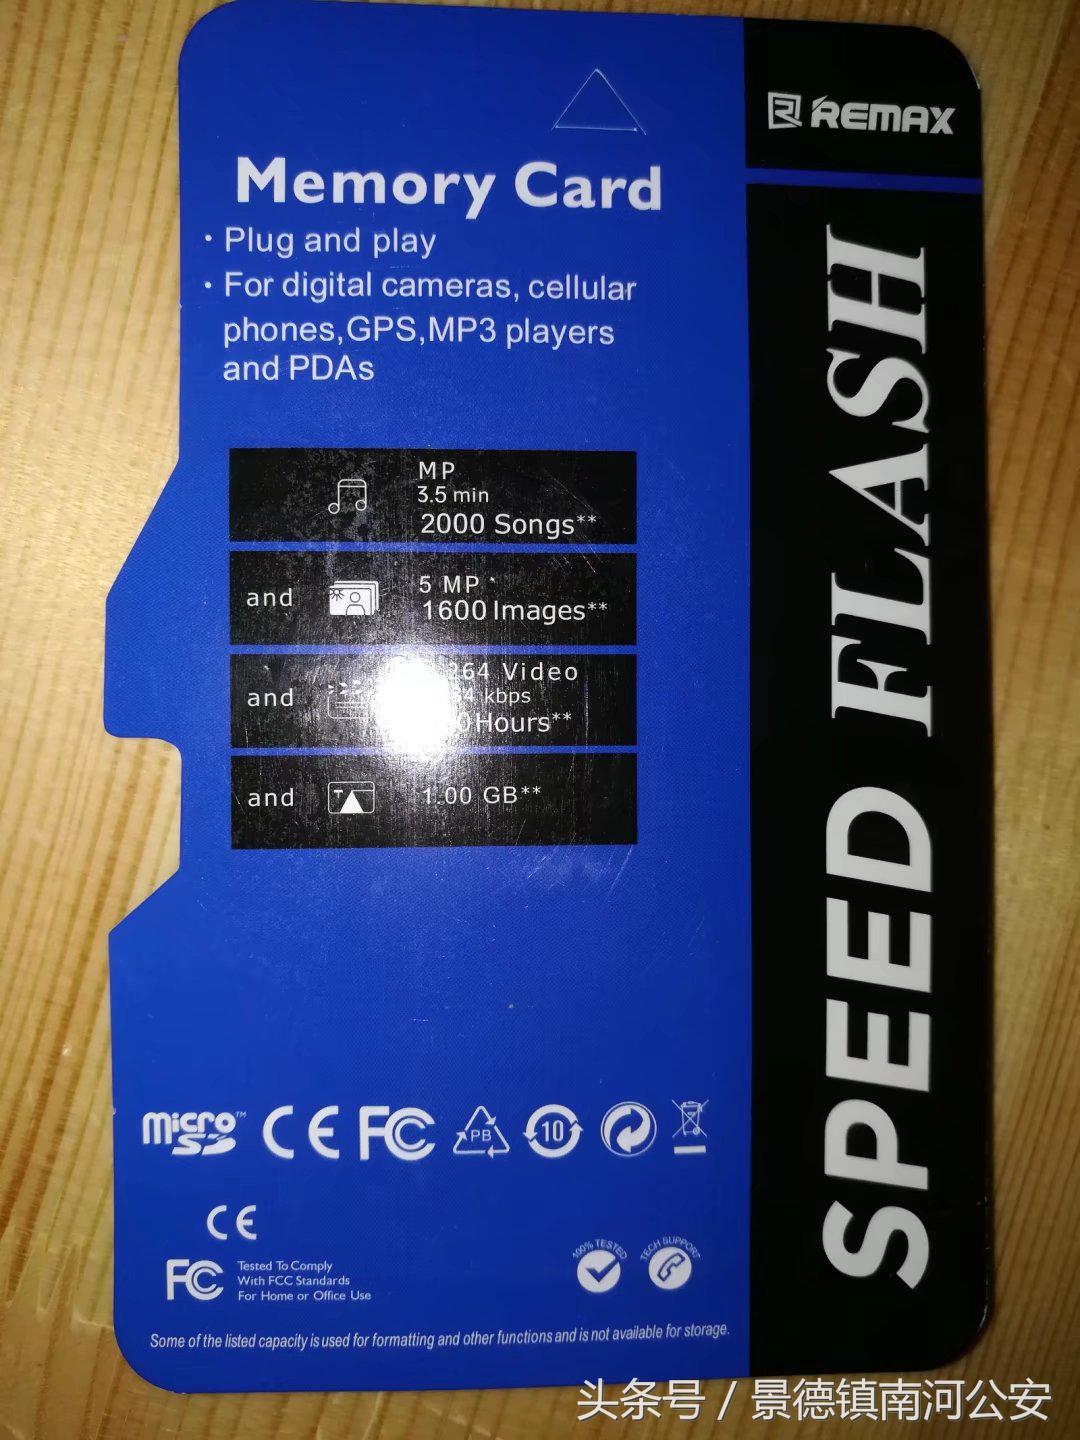 REMAX
Memory Card
· Plug and play
· For digital cameras, cellular
phones,GPS,MP3 players
and PDAs
MP
3.5 min
2000 Songs**
and
5 MP
1600 Images**
and
264 Video
kbps
Hours**
and
T
1.00 GB**
SPEED FLASH
micro SD™ CE FC PB 10
CE
FC
Tested To Comply
With FCC Standards
For Home or Office Use
100% TESTED
TECH SUPPORT
Some of the listed capacity is used for formatting and other functions and is not available for storage.
头条号 / 景德镇南河公安